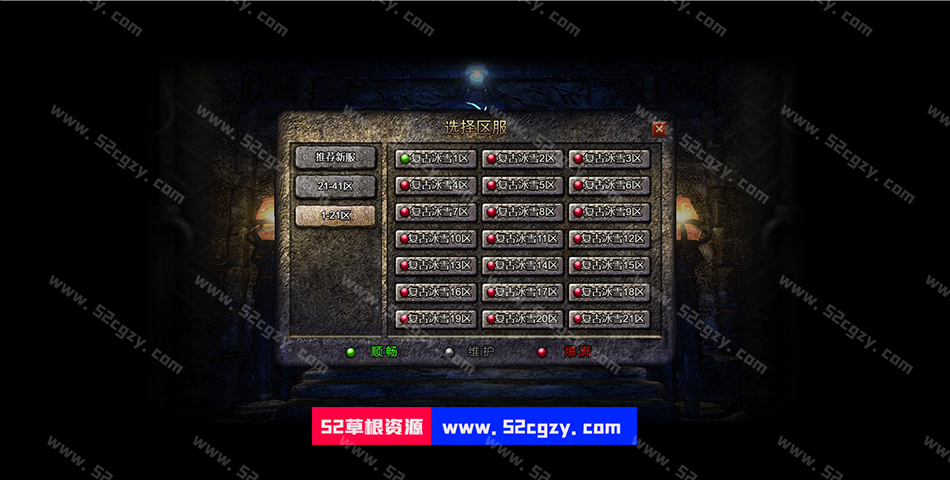 选择区服
推荐新服
21-41区
1-21区
复古冰雪1区 复古冰雪2区 复古冰雪3区
复古冰雪4区 复古冰雪5区 复古冰雪6区
复古冰雪7区 复古冰雪8区 复古冰雪9区
复古冰雪10区 复古冰雪11区 复古冰雪12区
复古冰雪13区 复古冰雪14区 复古冰雪15区
复古冰雪16区 复古冰雪17区 复古冰雪18区
复古冰雪19区 复古冰雪20区 复古冰雪21区
顺畅 维护 爆满
52草根资源 www.52cgzy.com